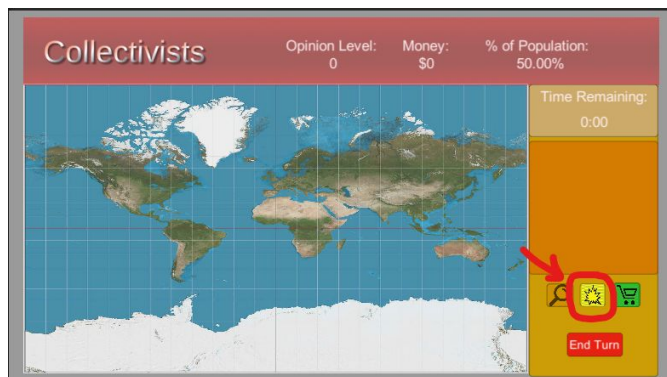 Collectivists
Opinion Level:
0
Money:
$0
% of Population:
50.00%
Time Remaining:
0:00
End Turn